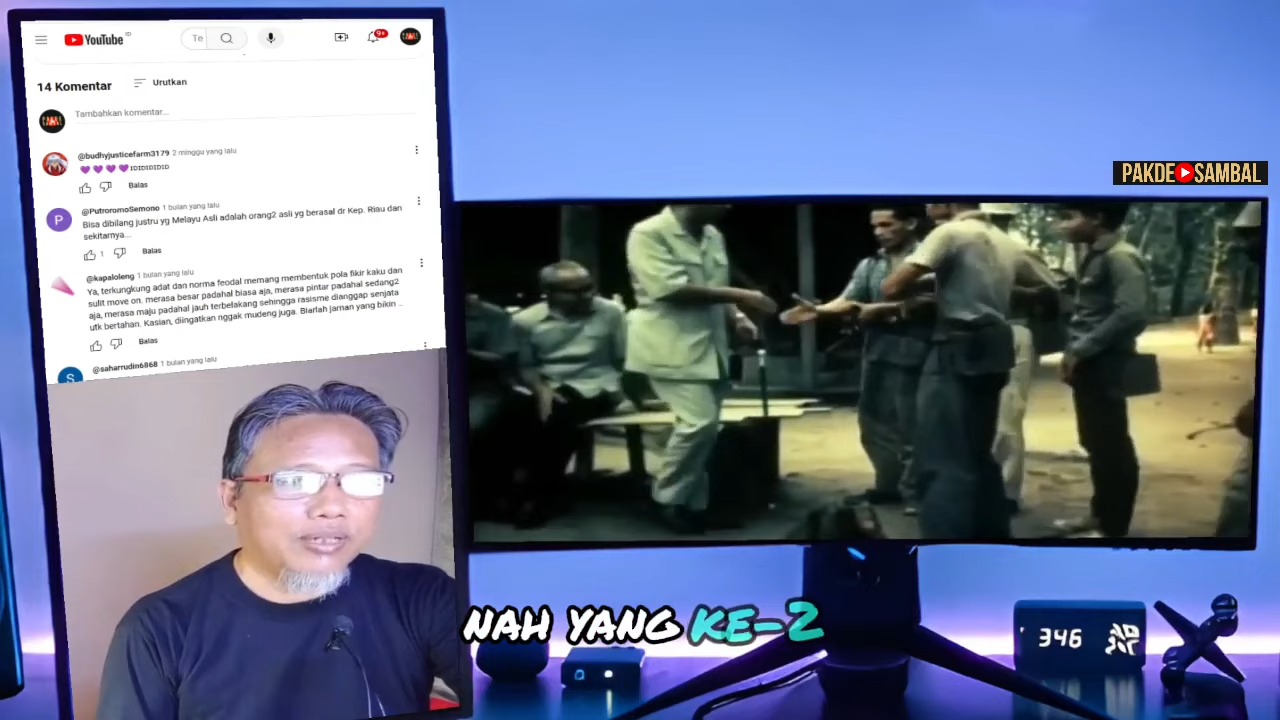 YouTube ID
Te
9+
14 Komentar
Urutkan
Tambahkan komentar...
@budhyjusticefarm3179 2 minggu yang lalu
💜💜💜💜IDIDIDIDID
Balas
@PutroromoSemono 1 bulan yang lalu
Bisa dibilang justru yg Melayu Asli adalah orang2 asli yg berasal dr Kep. Riau dan
sekitarnya...
1
Balas
@kapaloleng 1 bulan yang lalu
Ya, terkungkung adat dan norma feodal memang membentuk pola fikir kaku dan
sulit move on. merasa besar padahal biasa aja, merasa pintar padahal sedang2
aja, merasa maju padahal jauh terbelakang sehingga rasisme dianggap senjata
utk bertahan. Kasian, diingatkan nggak mudeng juga. Biarlah jaman yang bikin ..
Balas
@saharrudin6868 1 bulan yang lalu
P
S
PAKDE SAMBAL
NAH YANG KE-2
346